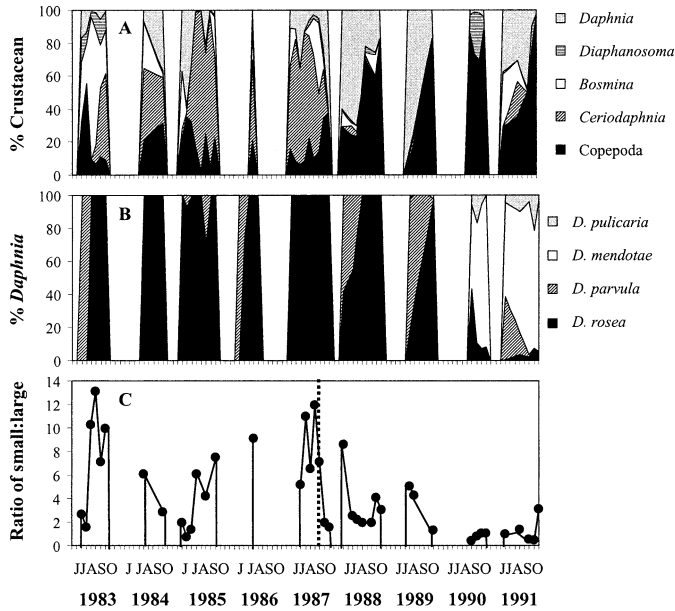 % Crustacean
100
80
60
40
20
0
A
Daphnia
Diaphanosoma
Bosmina
Ceriodaphnia
Copepoda
% Daphnia
100
80
60
40
20
0
B
D. pulicaria
D. mendotae
D. parvula
D. rosea
Ratio of small:large
14
12
10
8
6
4
2
0
C
JJASO J JASO J JASO JJASO JJASO JJASO JJASO JJASO JJASO
1983 1984 1985 1986 1987 1988 1989 1990 1991